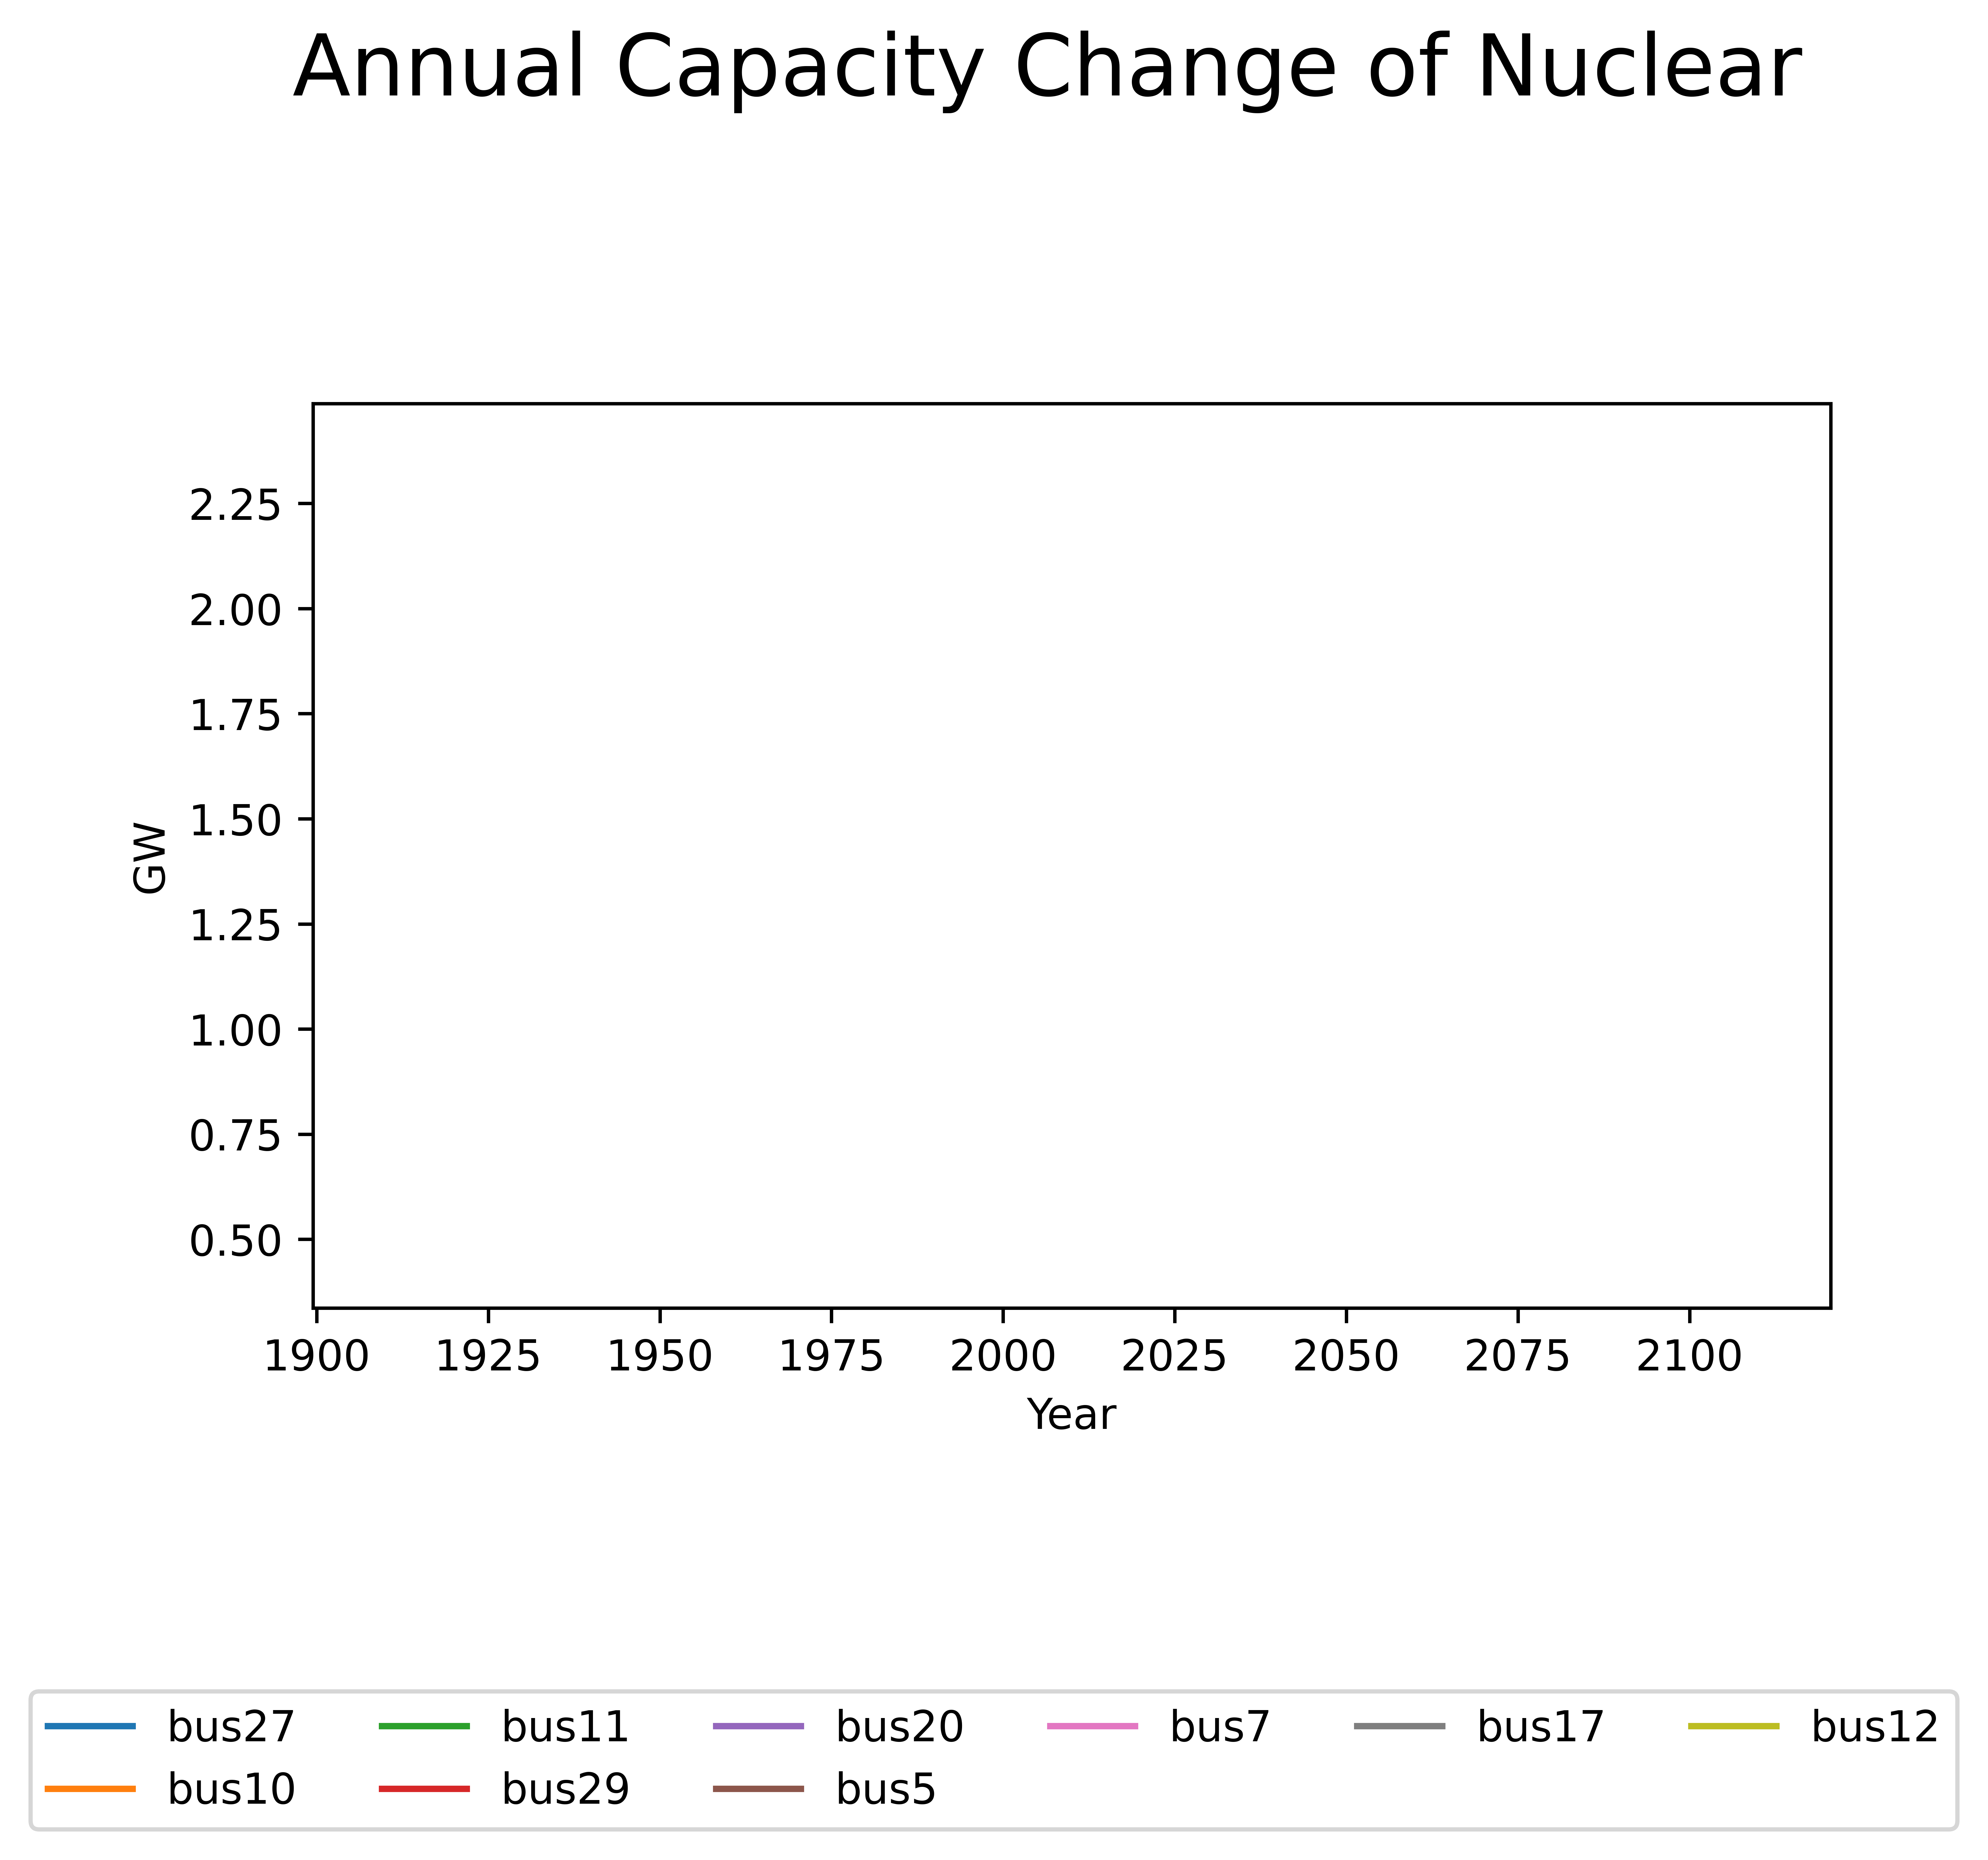 Annual Capacity Change of Nuclear
2.25
2.00
1.75
1.50
1.25
1.00
0.75
0.50
GW
1900 1925 1950 1975 2000 2025 2050 2075 2100
Year
bus27 bus11 bus20 bus7 bus17 bus12
bus10 bus29 bus5